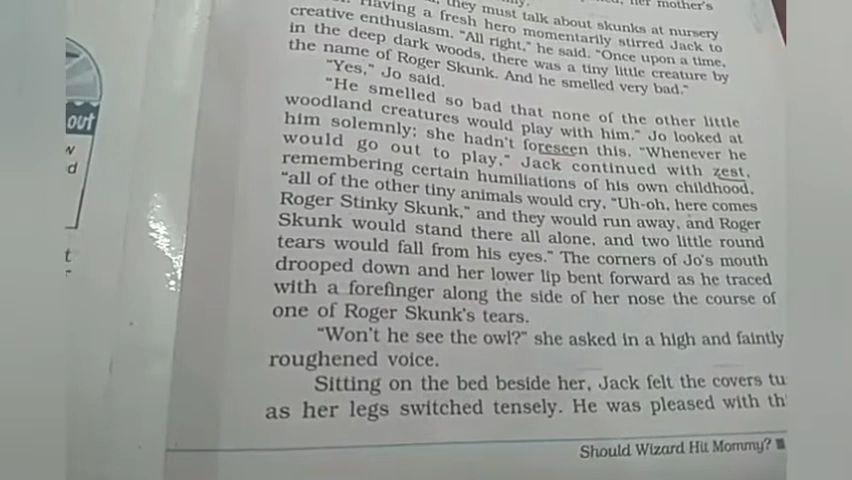 her mother's
they must talk about skunks at nursery
Having a fresh hero momentarily stirred Jack to
creative enthusiasm. "All right," he said. "Once upon a time,
in the deep dark woods, there was a tiny little creature by
the name of Roger Skunk. And he smelled very bad."
"Yes," Jo said.
"He smelled so bad that none of the other little
woodland creatures would play with him." Jo looked at
him solemnly; she hadn't foreseen this. "Whenever he
would go out to play," Jack continued with zest,
remembering certain humiliations of his own childhood,
"all of the other tiny animals would cry, "Uh-oh, here comes
Roger Stinky Skunk," and they would run away, and Roger
Skunk would stand there all alone, and two little round
tears would fall from his eyes." The corners of Jo's mouth
drooped down and her lower lip bent forward as he traced
with a forefinger along the side of her nose the course of
one of Roger Skunk's tears.
"Won't he see the owl?" she asked in a high and faintly
roughened voice.
Sitting on the bed beside her, Jack felt the covers tu
as her legs switched tensely. He was pleased with th
Should Wizard Hit Mommy?
out
w
d
t